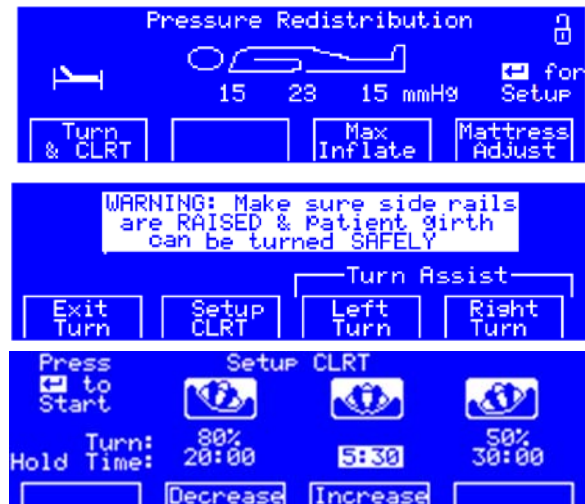 Pressure Redistribution
↵ for
15 23 15 mmHg Setup
Turn & CLRT
Max Inflate
Mattress Adjust
WARNING: Make sure side rails
are RAISED & Patient girth
can be turned SAFELY
Turn Assist
Exit Turn
Setup CLRT
Left Turn
Right Turn
Press ↵ to Start
Setup CLRT
Turn: 80% 50%
Hold Time: 20:00 5:30 30:00
Decrease Increase